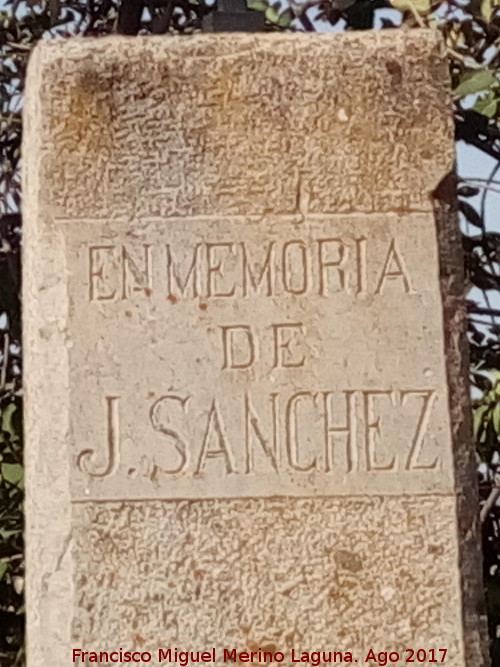 EN MEMORIA
DE
J. SANCHEZ
Francisco Miguel Merino Laguna. Ago 2017